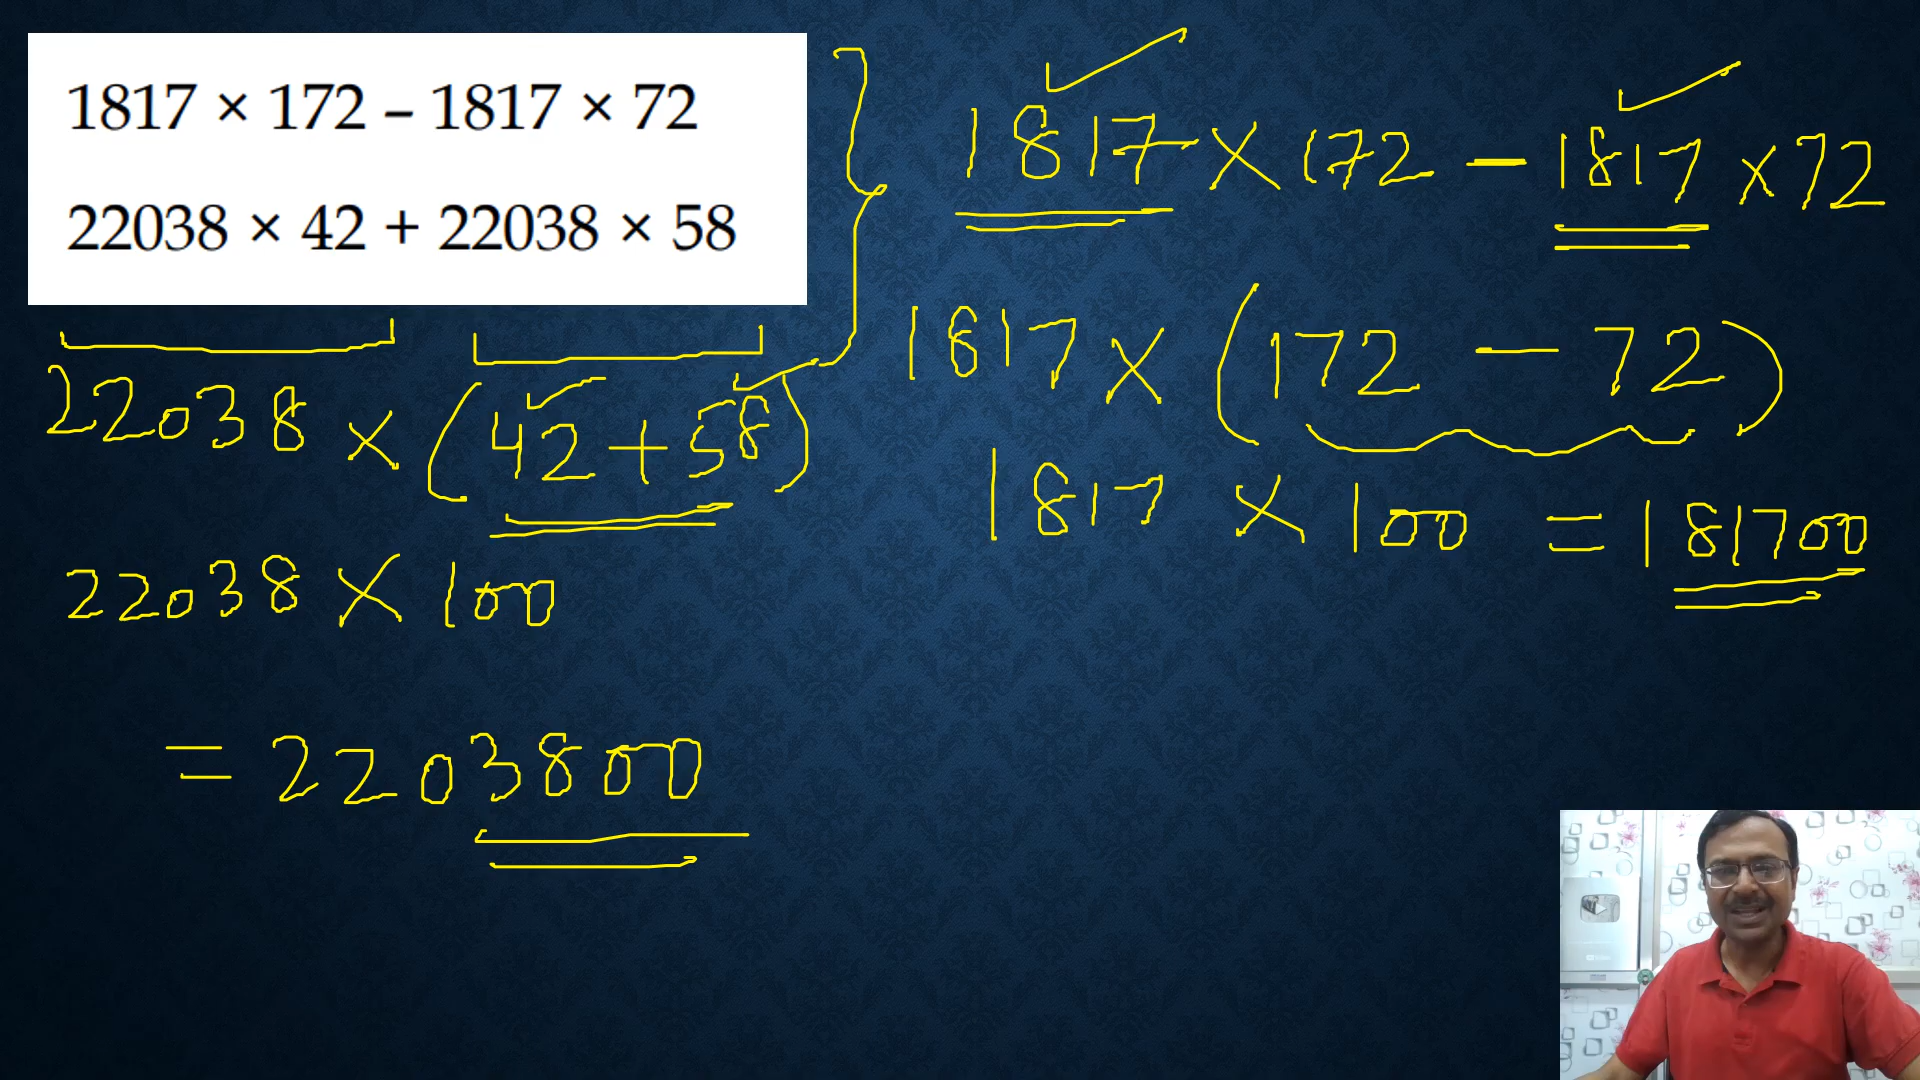 1817 × 172 – 1817 × 72
22038 × 42 + 22038 × 58
1817 × 172 – 1817 × 72
1817 × (172 – 72)
1817 × 100 = 181700
22038 × (42 + 58)
22038 × 100
= 2203800